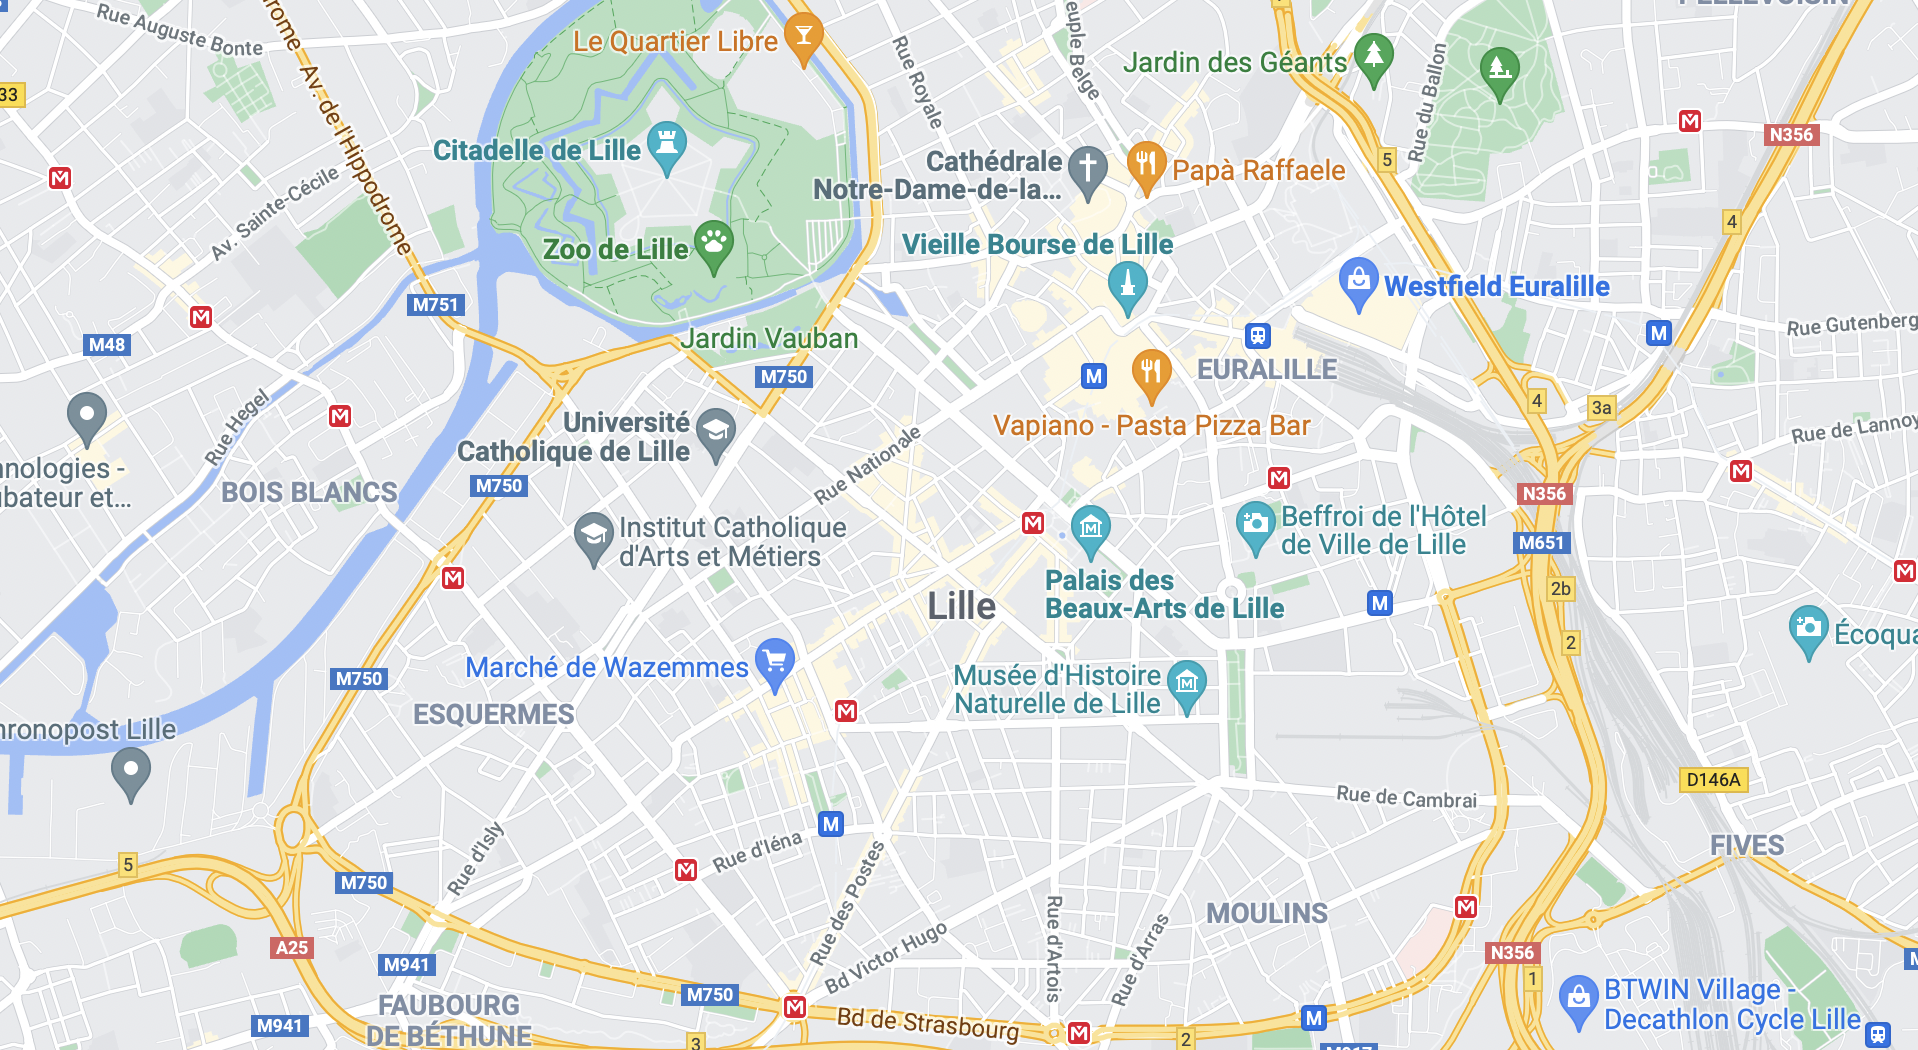 PELLEVOISIN
Rue Auguste Bonte
Le Quartier Libre
Rue Royale
Jardin des Géants
Rue du Ballon
33
Av. de l'Hippodrome
Citadelle de Lille
Cathédrale
Notre-Dame-de-la...
Papà Raffaele
5
N356
Av. Sainte-Cécile
Zoo de Lille
Vieille Bourse de Lille
4
Westfield Euralille
M751
M48
Jardin Vauban
Rue Gutenberg
M
M750
M
EURALILLE
Rue Hegel
Université
Catholique de Lille
Vapiano - Pasta Pizza Bar
4
3a
Rue de Lannoy
Rue Nationale
nologies -
ubateur et...
BOIS BLANCS
M750
N356
Institut Catholique
d'Arts et Métiers
Beffroi de l'Hôtel
de Ville de Lille
M651
Palais des
Beaux-Arts de Lille
2b
M
Lille
2
Écoqua
Marché de Wazemmes
M750
Musée d'Histoire
Naturelle de Lille
ESQUERMES
hronopost Lille
D146A
Rue de Cambrai
M
Rue d'Iéna
FIVES
Rue d'Isly
5
M750
Rue des Postes
MOULINS
A25
M941
Bd Victor Hugo
Rue d'Artois
Rue d'Arras
N356
1
M750
BTWIN Village -
Decathlon Cycle Lille
FAUBOURG
DE BÉTHUNE
M941
Bd de Strasbourg
M
3
2